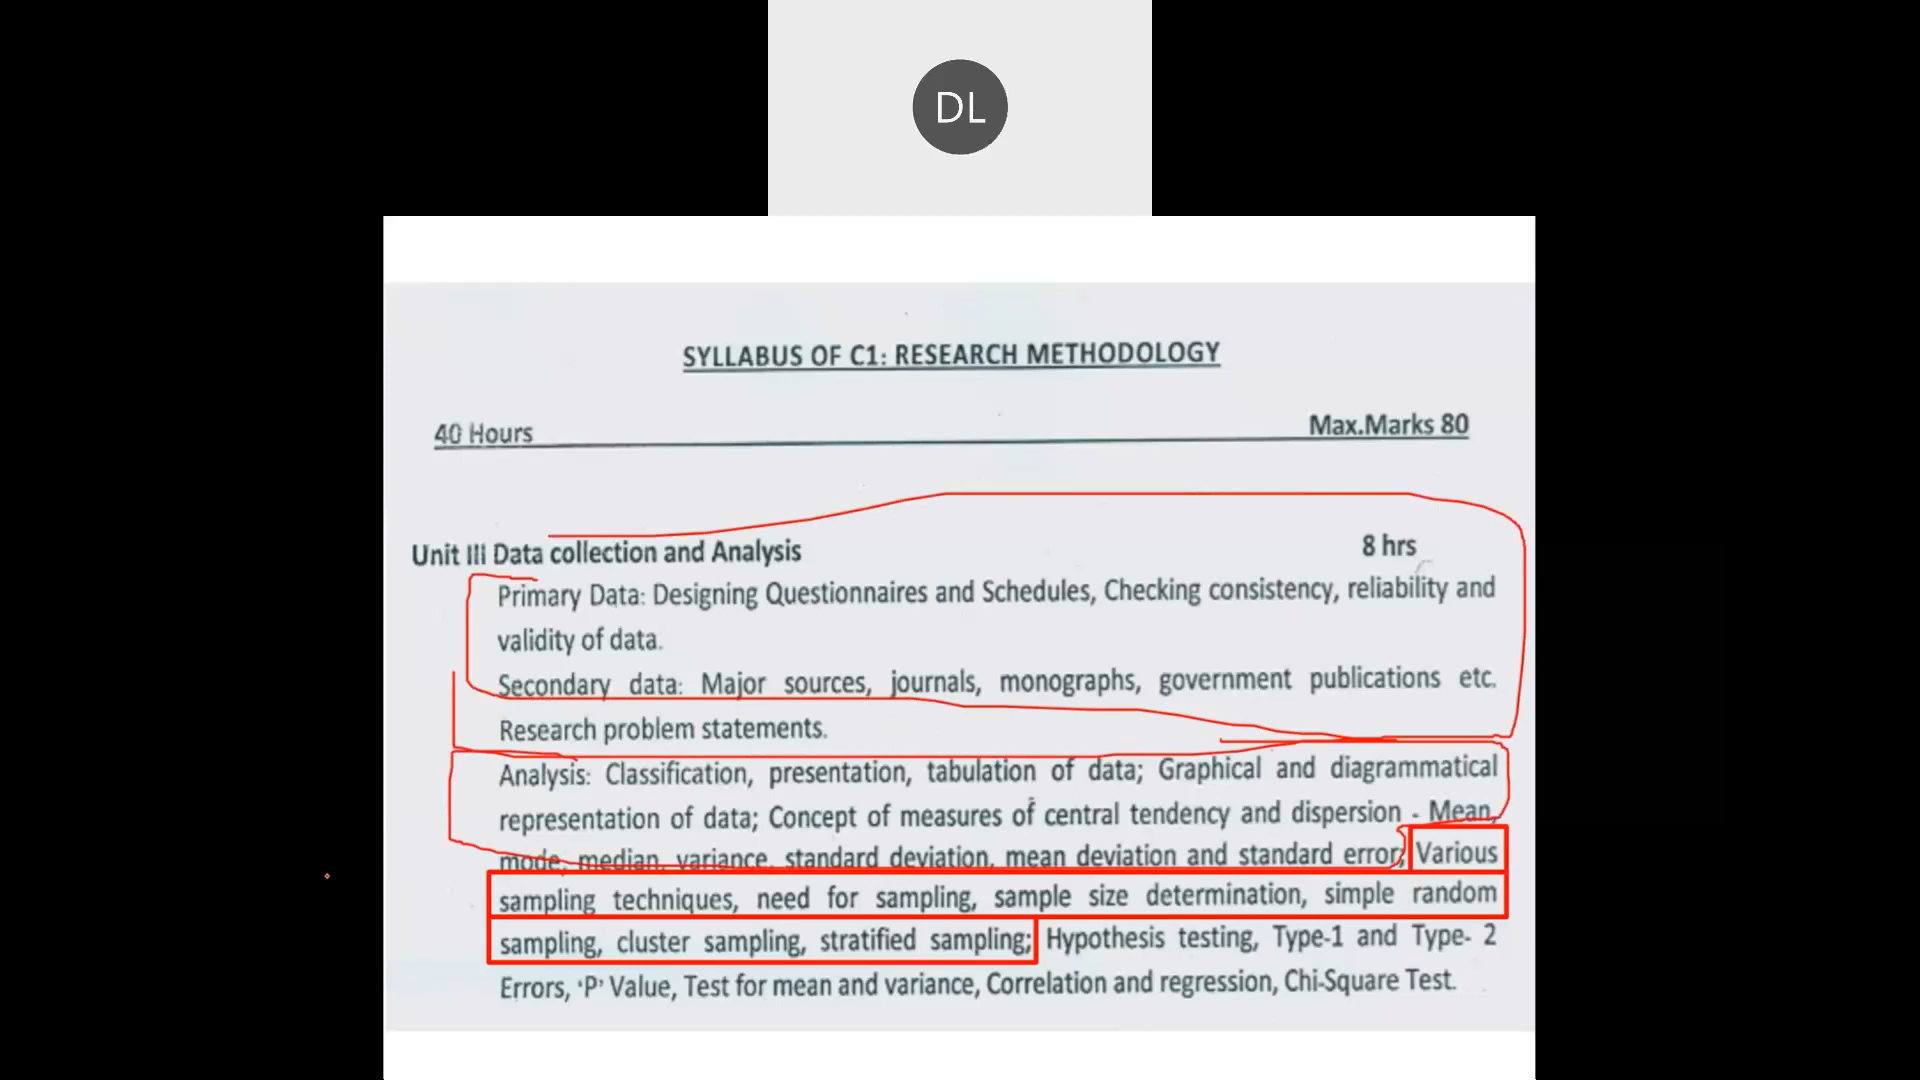 DL
SYLLABUS OF C1: RESEARCH METHODOLOGY
40 Hours Max.Marks 80
Unit III Data collection and Analysis 8 hrs
Primary Data: Designing Questionnaires and Schedules, Checking consistency, reliability and
validity of data.
Secondary data: Major sources, journals, monographs, government publications etc.
Research problem statements.
Analysis: Classification, presentation, tabulation of data; Graphical and diagrammatical
representation of data; Concept of measures of central tendency and dispersion - Mean,
mode, median, variance, standard deviation, mean deviation and standard error; Various
sampling techniques, need for sampling, sample size determination, simple random
sampling, cluster sampling, stratified sampling; Hypothesis testing, Type-1 and Type- 2
Errors, 'P' Value, Test for mean and variance, Correlation and regression, Chi-Square Test.